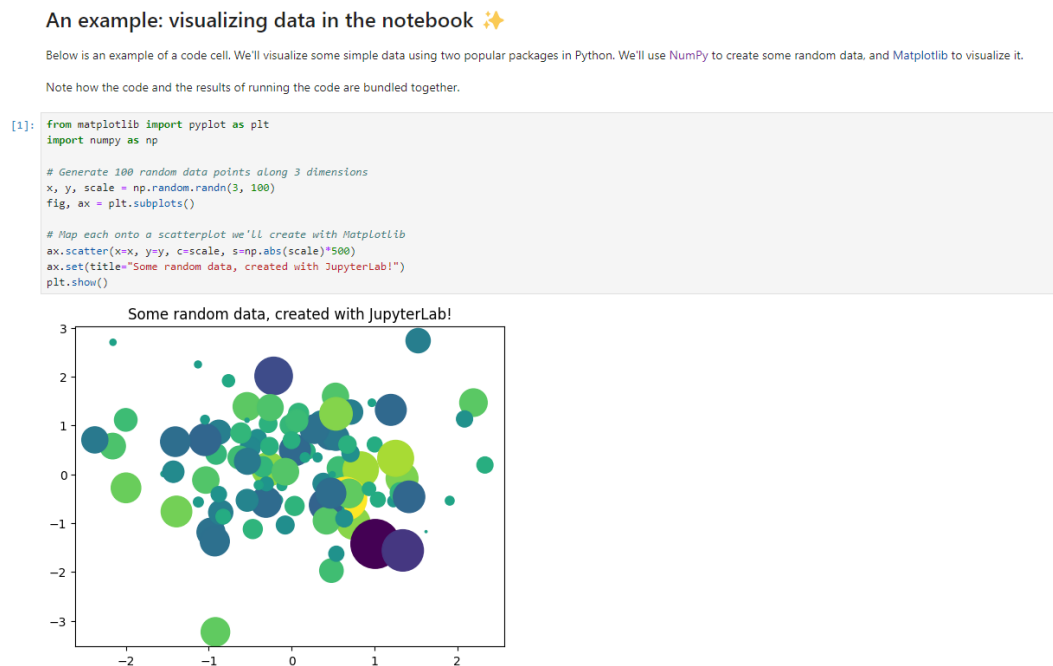 An example: visualizing data in the notebook ✨
Below is an example of a code cell. We'll visualize some simple data using two popular packages in Python. We'll use NumPy to create some random data, and Matplotlib to visualize it.
Note how the code and the results of running the code are bundled together.
[1]: from matplotlib import pyplot as plt
import numpy as np
# Generate 100 random data points along 3 dimensions
x, y, scale = np.random.randn(3, 100)
fig, ax = plt.subplots()
# Map each onto a scatterplot we'll create with Matplotlib
ax.scatter(x=x, y=y, c=scale, s=np.abs(scale)*500)
ax.set(title="Some random data, created with JupyterLab!")
plt.show()
Some random data, created with JupyterLab!
3
2
1
0
−1
−2
−3
−2 −1 0 1 2